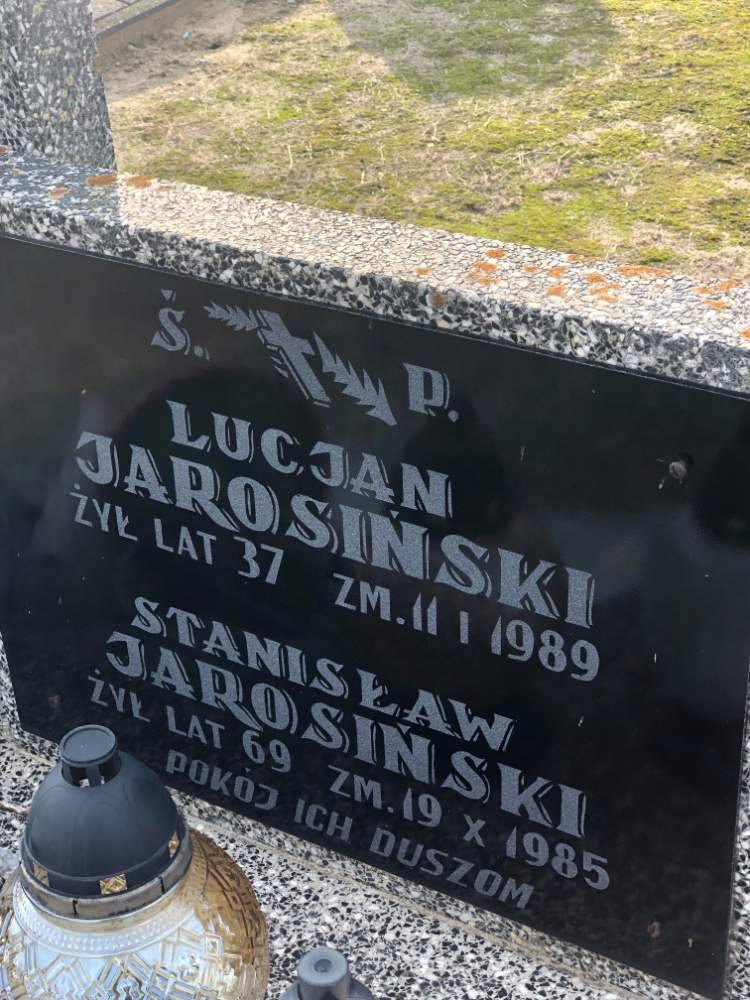 Ś. P.
LUCJAN
JAROSIŃSKI
ŻYŁ LAT 37 ZM. 11 I 1989
STANISŁAW
JAROSIŃSKI
ŻYŁ LAT 69 ZM. 19 X 1985
POKÓJ ICH DUSZOM